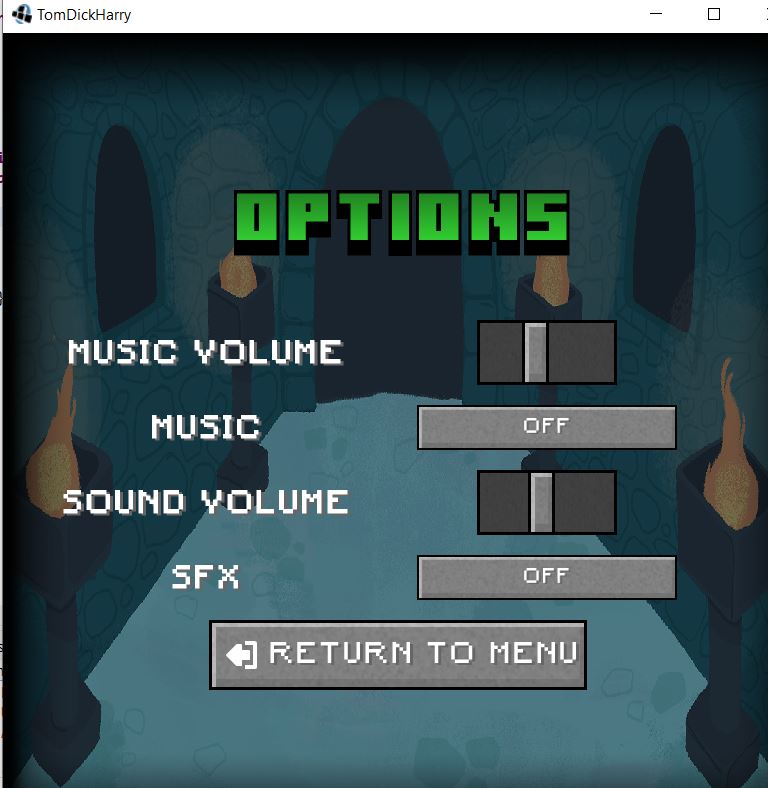 TomDickHarry
OPTIONS
MUSIC VOLUME
MUSIC OFF
SOUND VOLUME
SFX OFF
RETURN TO MENU